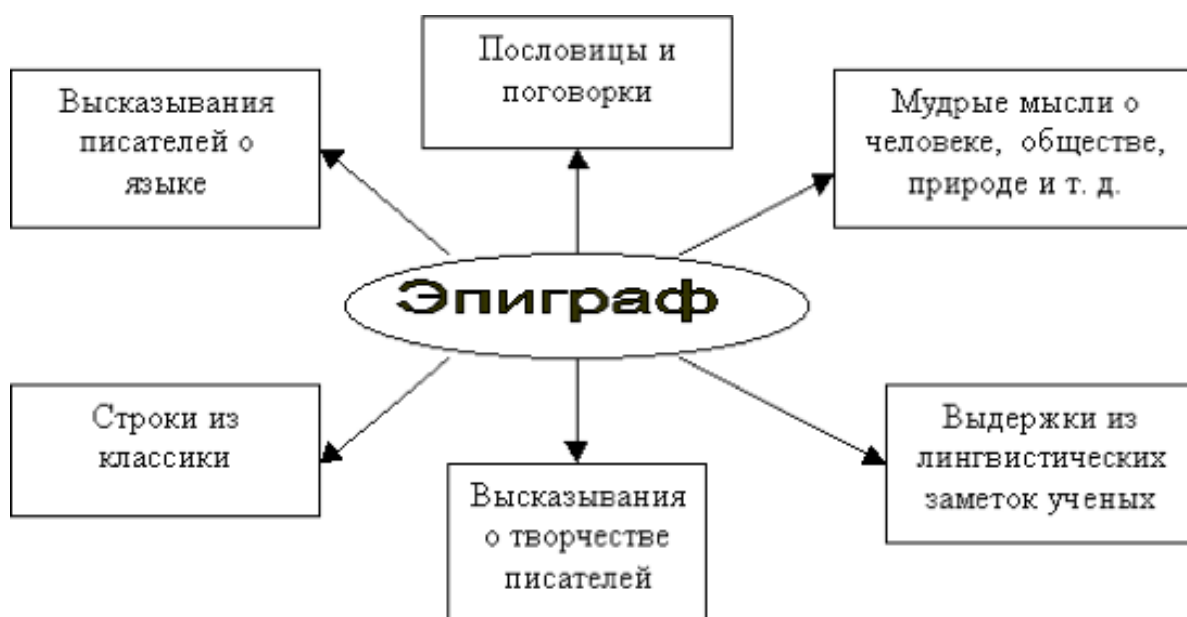 Пословицы и
поговорки
Высказывания
писателей о
языке
Мудрые мысли о
человеке, обществе,
природе и т. д.
Эпиграф
Строки из
классики
Высказывания
о творчестве
писателей
Выдержки из
лингвистических
заметок ученых